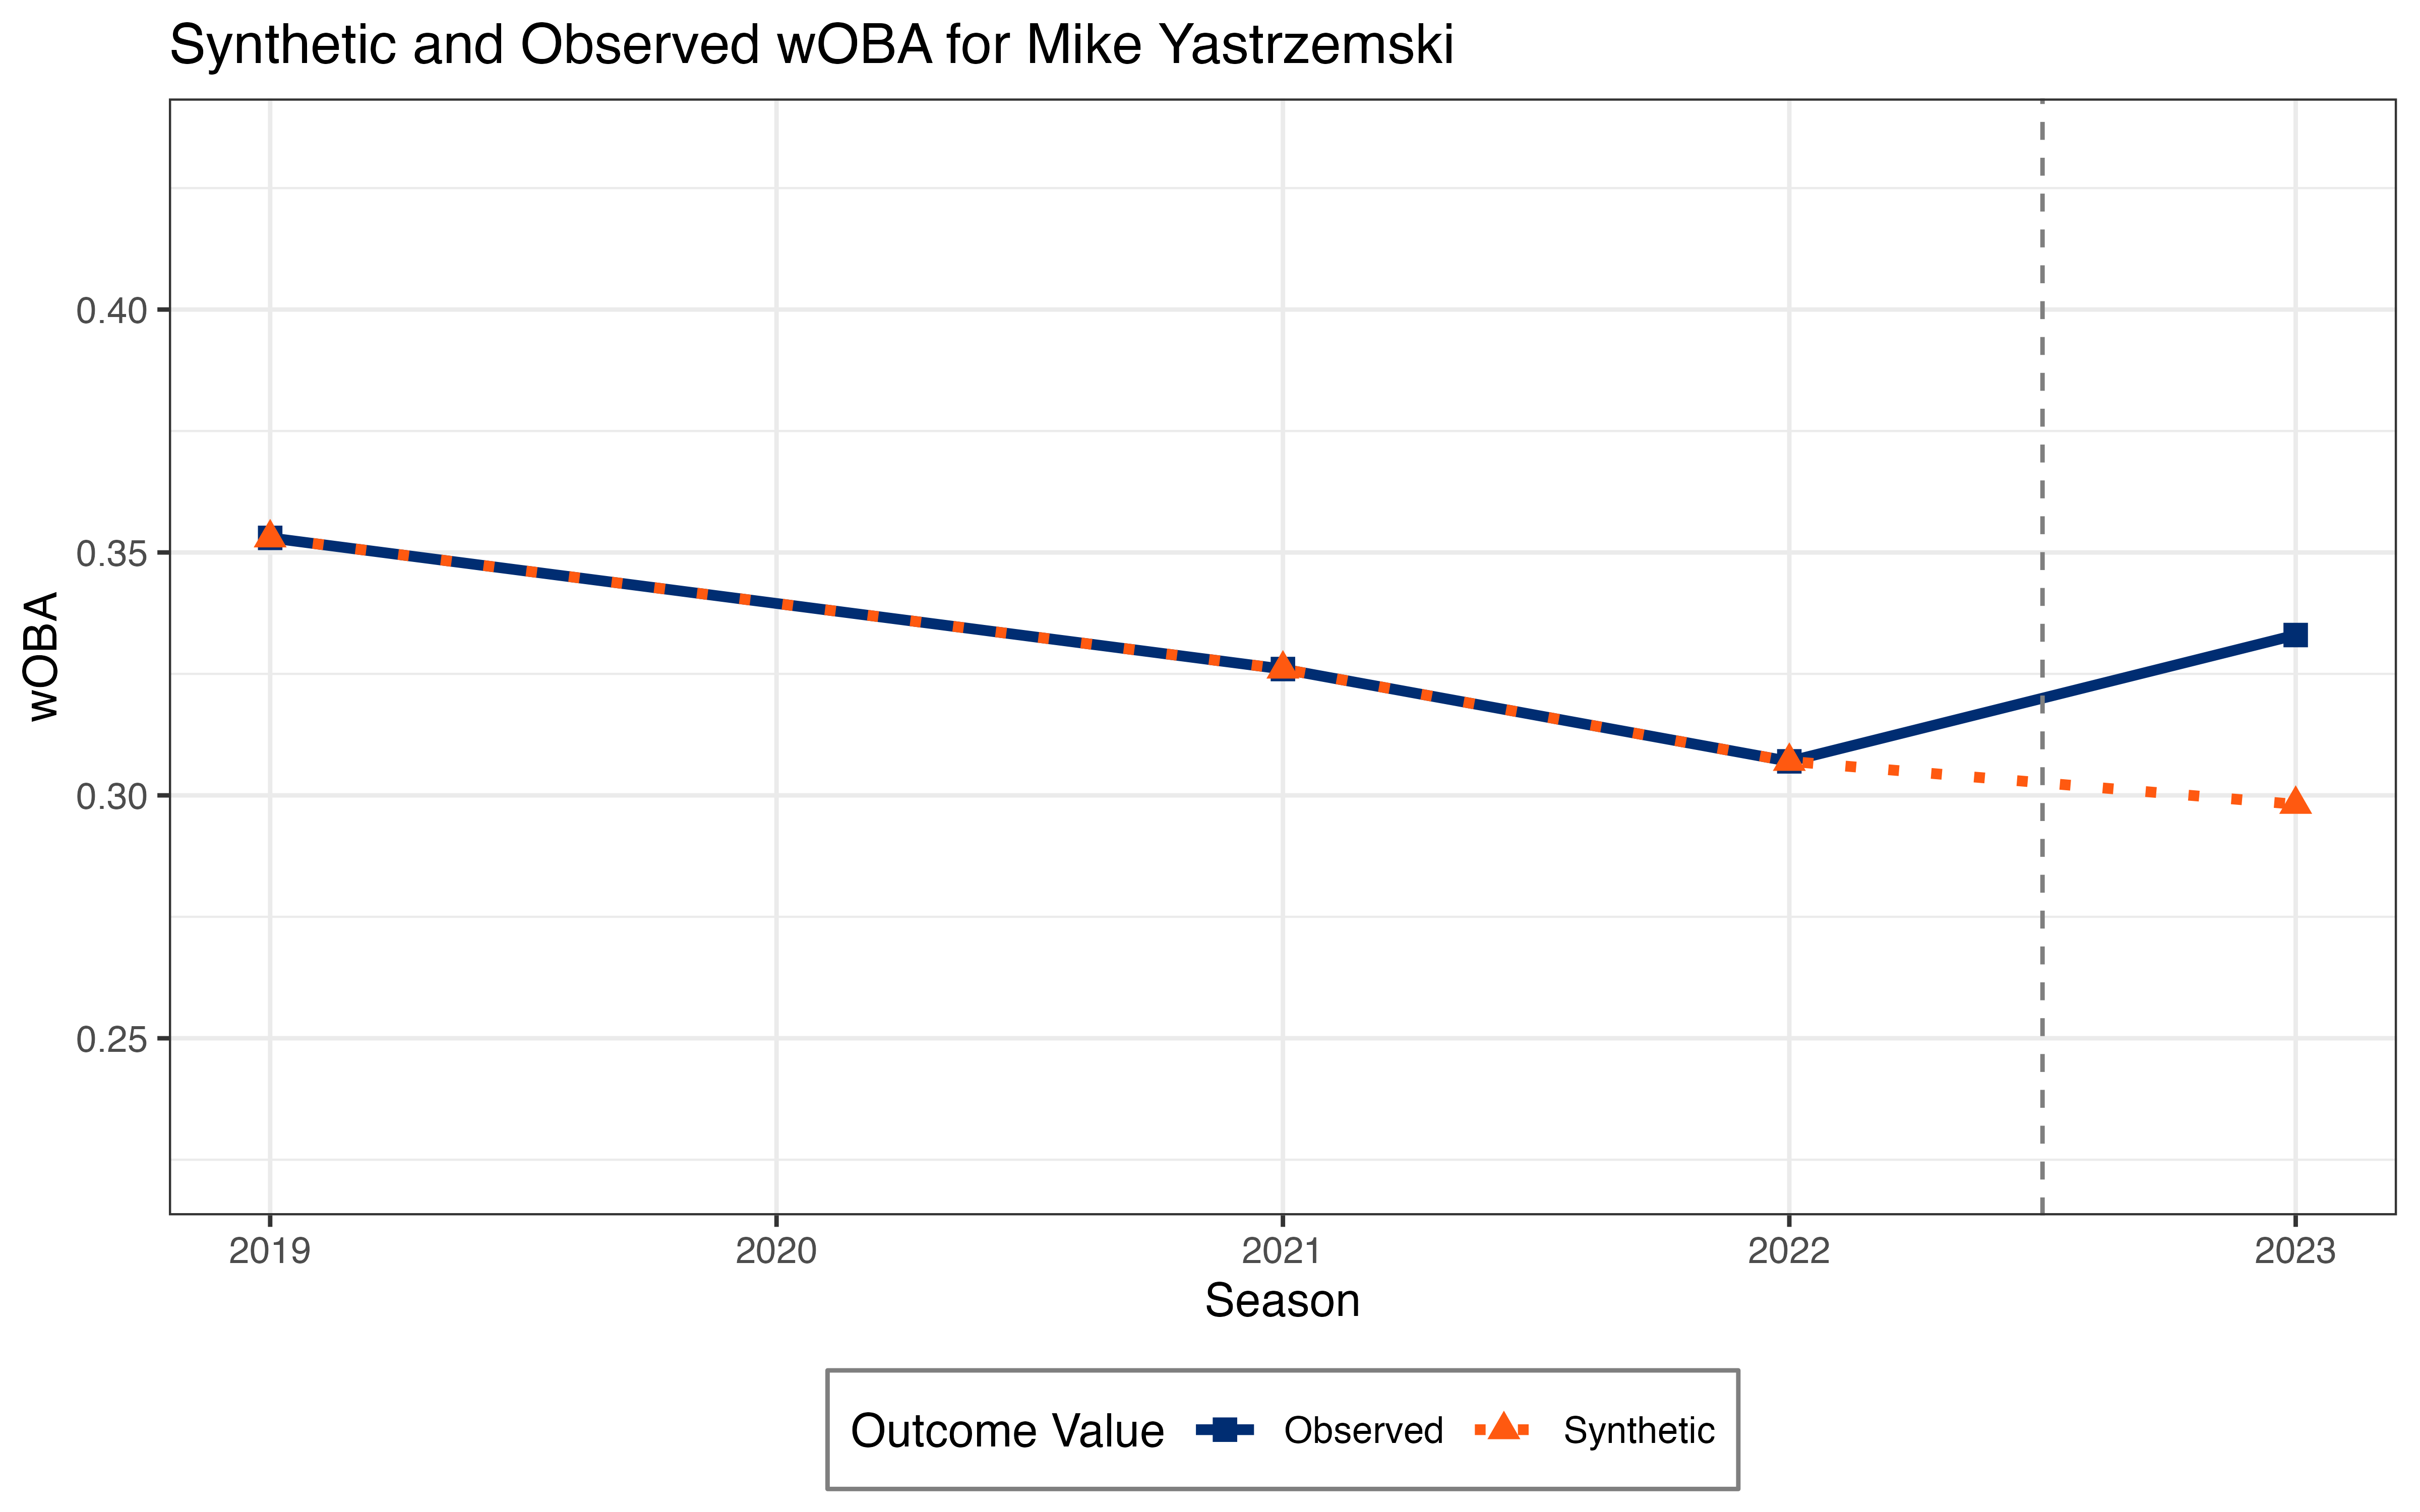 Synthetic and Observed wOBA for Mike Yastrzemski
wOBA
0.40
0.35
0.30
0.25
2019 2020 2021 2022 2023
Season
Outcome Value Observed Synthetic